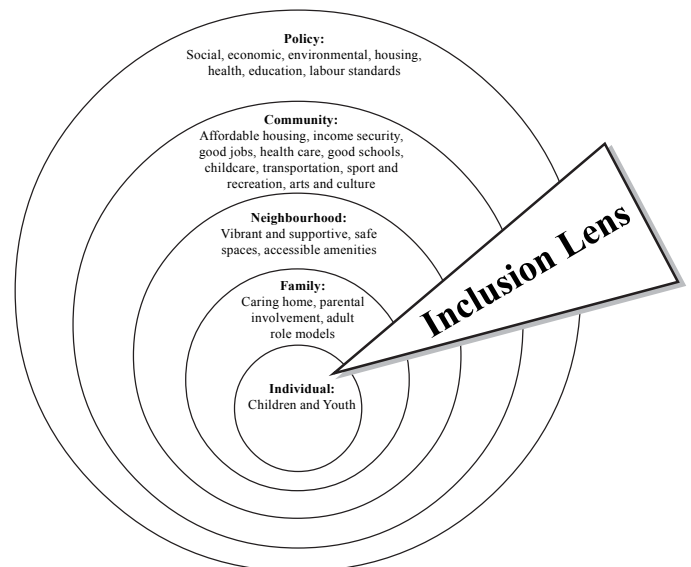 Policy:
Social, economic, environmental, housing,
health, education, labour standards
Community:
Affordable housing, income security,
good jobs, health care, good schools,
childcare, transportation, sport and
recreation, arts and culture
Neighbourhood:
Vibrant and supportive, safe
spaces, accessible amenities
Family:
Caring home, parental
involvement, adult
role models
Individual:
Children and Youth
Inclusion Lens